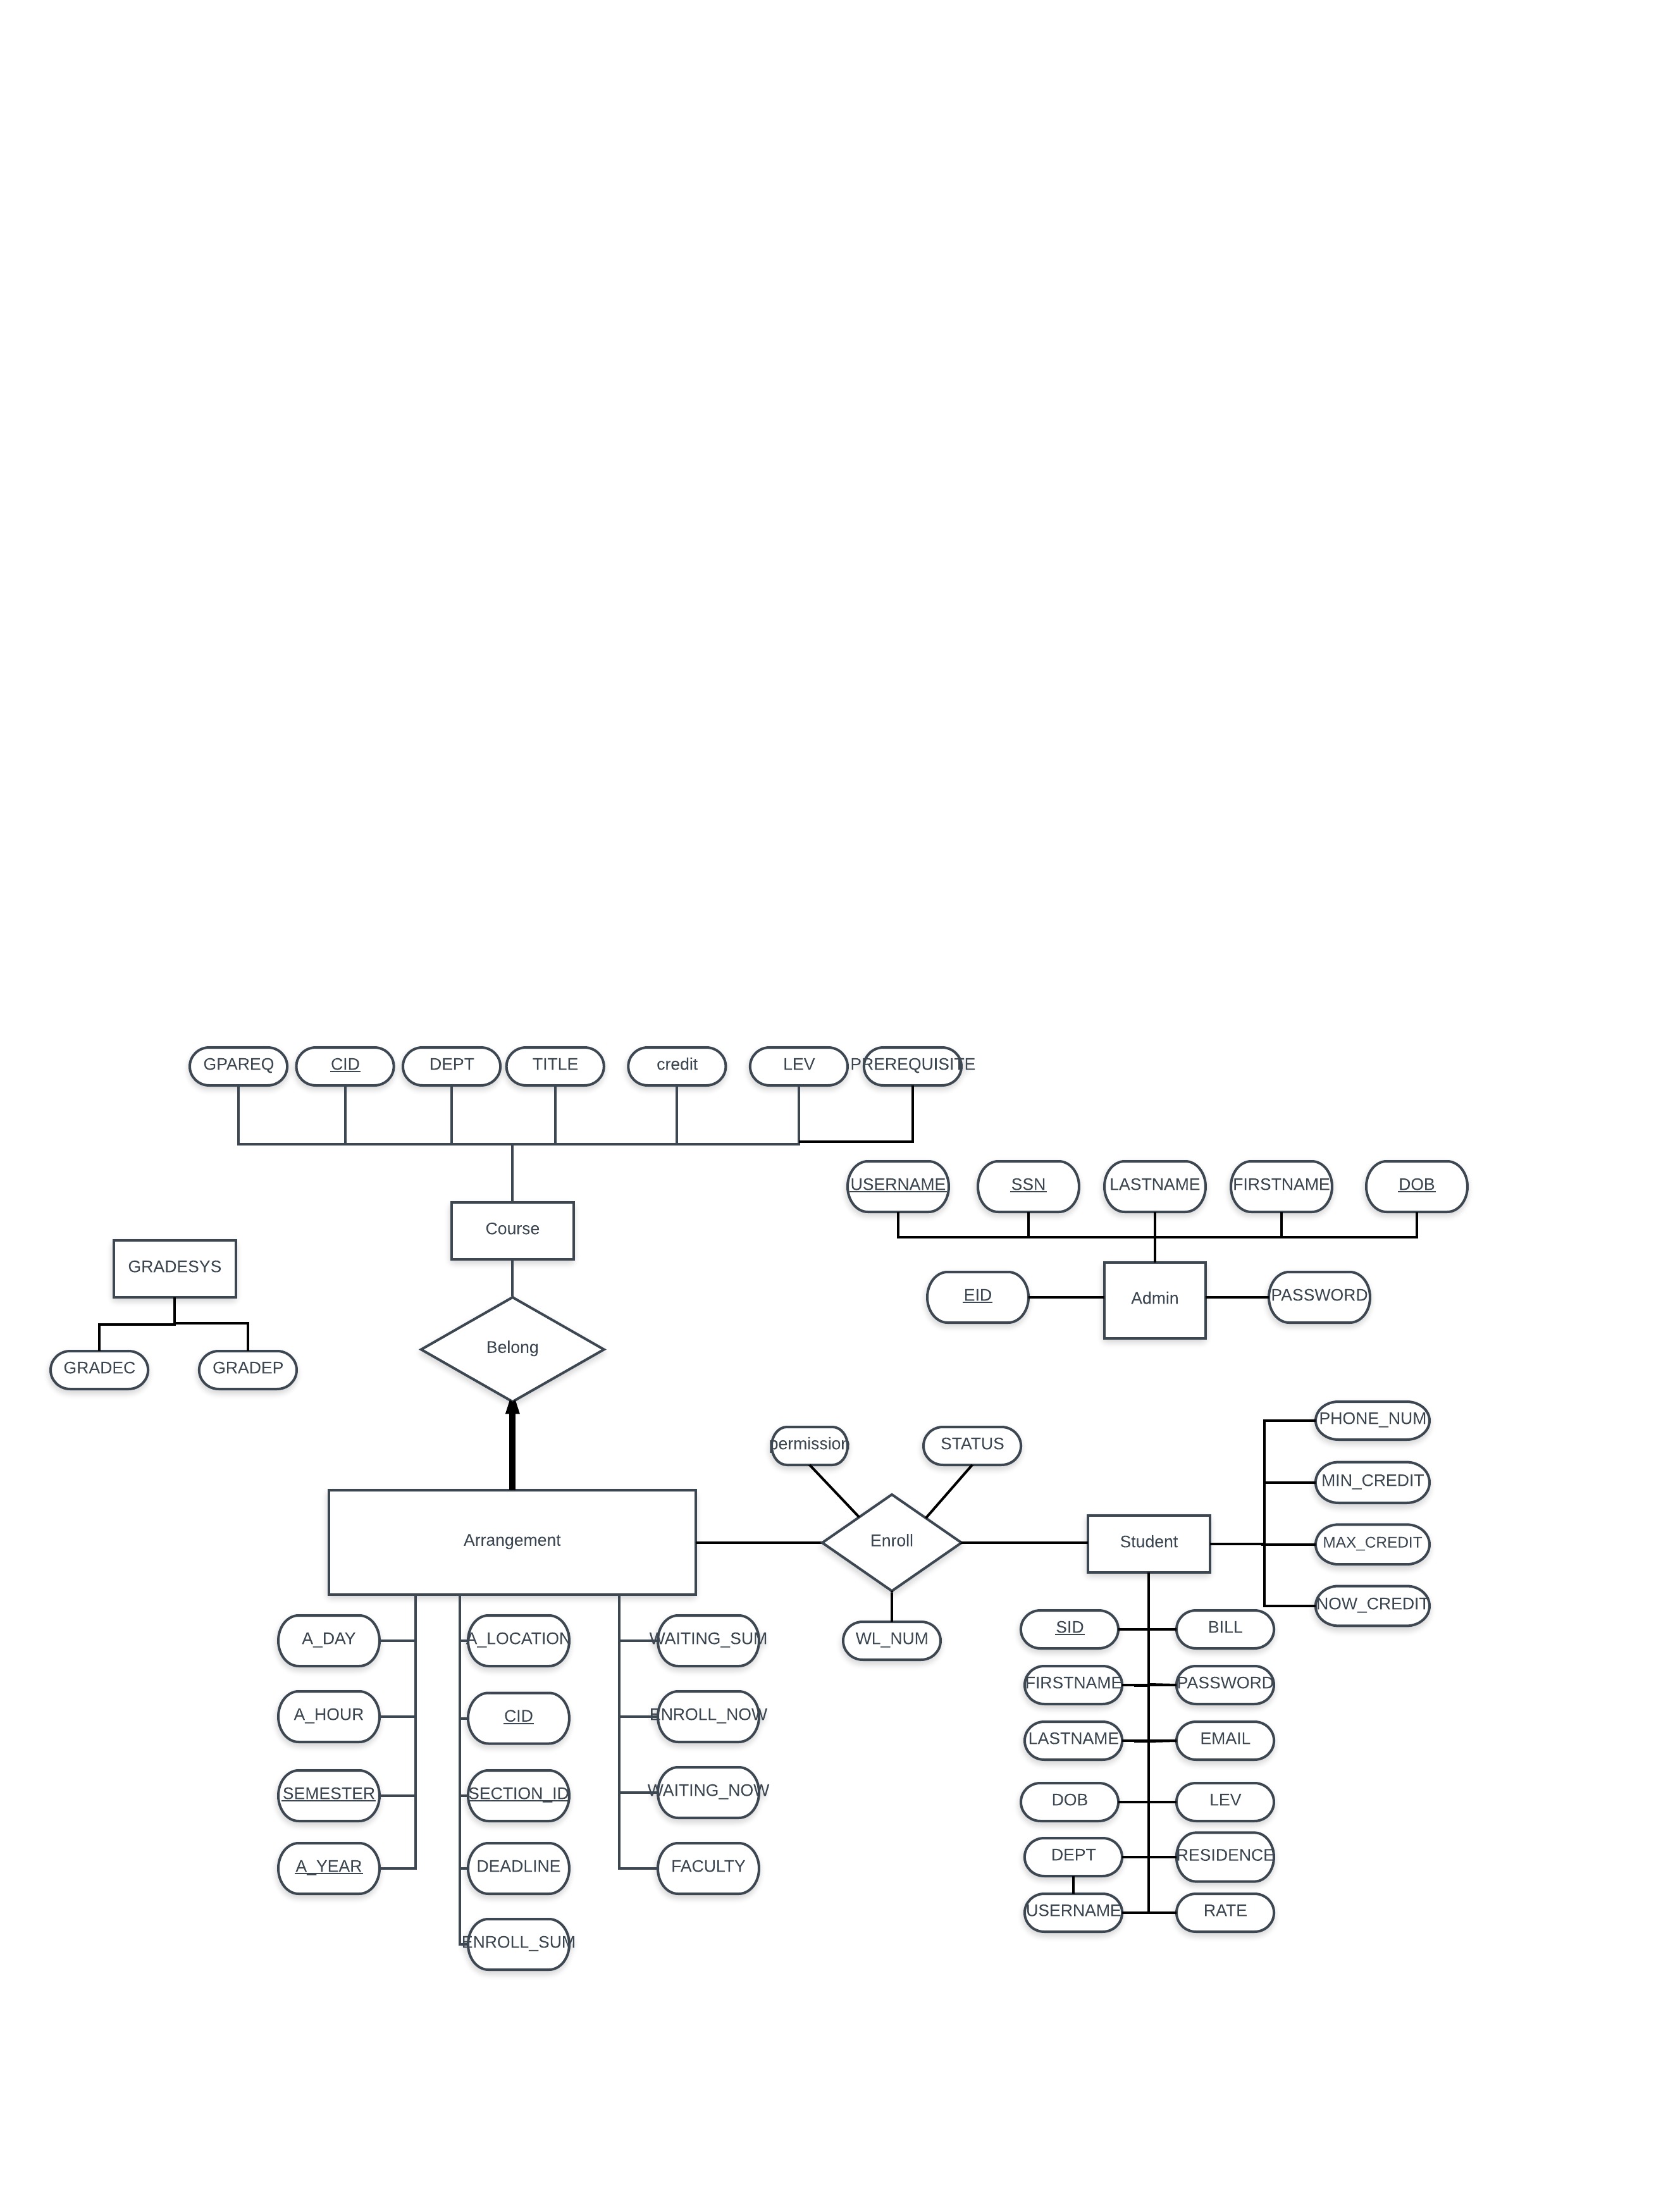 GPAREQ
CID
DEPT
TITLE
credit
LEV
PREREQUISITE
USERNAME
SSN
LASTNAME
FIRSTNAME
DOB
Course
GRADESYS
EID
Admin
PASSWORD
Belong
GRADEC
GRADEP
PHONE_NUM
permission
STATUS
MIN_CREDIT
Arrangement
Enroll
Student
MAX_CREDIT
NOW_CREDIT
A_DAY
A_LOCATION
WAITING_SUM
WL_NUM
SID
BILL
FIRSTNAME
PASSWORD
A_HOUR
CID
ENROLL_NOW
LASTNAME
EMAIL
SEMESTER
SECTION_ID
WAITING_NOW
DOB
LEV
A_YEAR
DEADLINE
FACULTY
DEPT
RESIDENCE
USERNAME
RATE
ENROLL_SUM